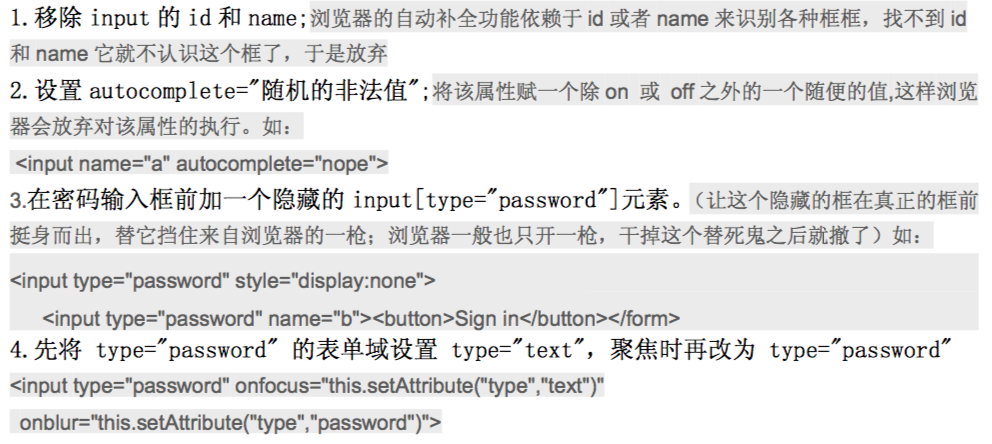 1.移除 input 的 id 和 name;浏览器的自动补全功能依赖于 id 或者 name 来识别各种框框，找不到 id
和 name 它就不认识这个框了，于是放弃
2.设置 autocomplete="随机的非法值";将该属性赋一个除 on 或 off 之外的一个随便的值,这样浏览
器会放弃对该属性的执行。如：
<input name="a" autocomplete="nope">
3.在密码输入框前加一个隐藏的 input[type="password"]元素。（让这个隐藏的框在真正的框前
挺身而出，替它挡住来自浏览器的一枪；浏览器一般也只开一枪，干掉这个替死鬼之后就撤了）如：
<input type="password" style="display:none">
<input type="password" name="b"><button>Sign in</button></form>
4.先将 type="password" 的表单域设置 type="text"，聚焦时再改为 type="password"
<input type="password" onfocus="this.setAttribute("type","text")"
onblur="this.setAttribute("type","password")">